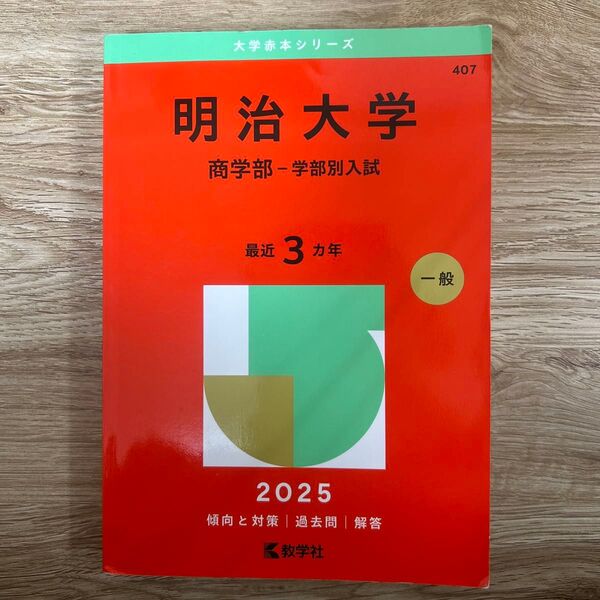 大学赤本シリーズ
407
明治大学
商学部-学部別入試
最近3カ年
一般
2025
傾向と対策|過去問|解答
教学社